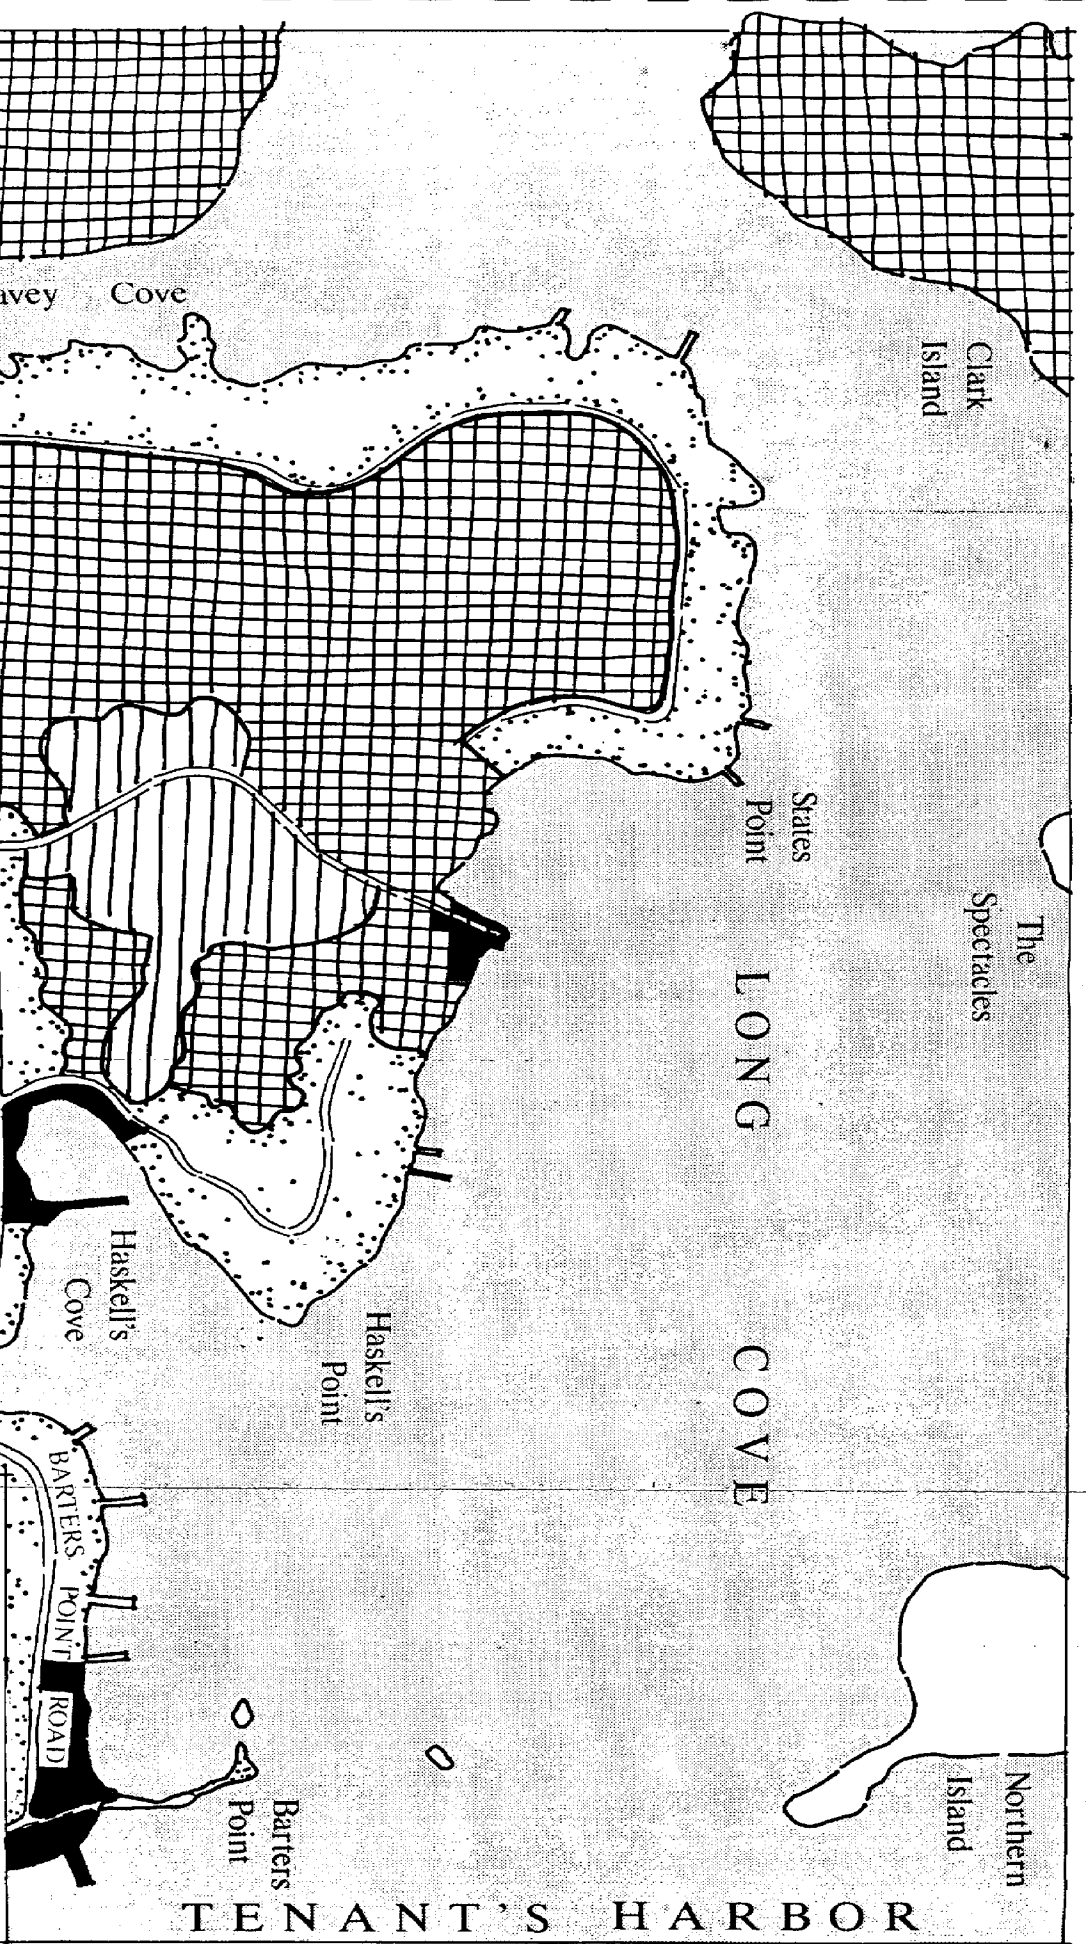 Cove
Clark
Island
States
Point
The
Spectacles
LONG
COVE
Haskell's
Cove
Haskell's
Point
BARTERS POINT
ROAD
Barters
Point
Northern
Island
TENANT'S HARBOR